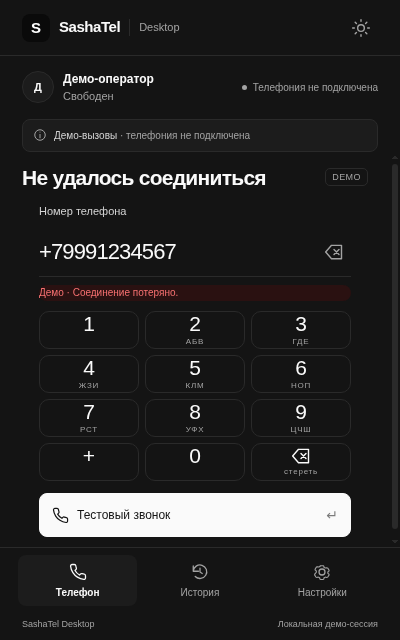 S SashaTel Desktop
Д Демо-оператор
Свободен
Телефония не подключена
Демо-вызовы · телефония не подключена
Не удалось соединиться DEMO
Номер телефона
+79991234567
Демо · Соединение потеряно.
1 2 3
АБВ ГДЕ
4 5 6
ЖЗИ КЛМ НОП
7 8 9
РСТ УФХ ЦЧШ
+ 0
стереть
Тестовый звонок
Телефон История Настройки
SashaTel Desktop Локальная демо-сессия